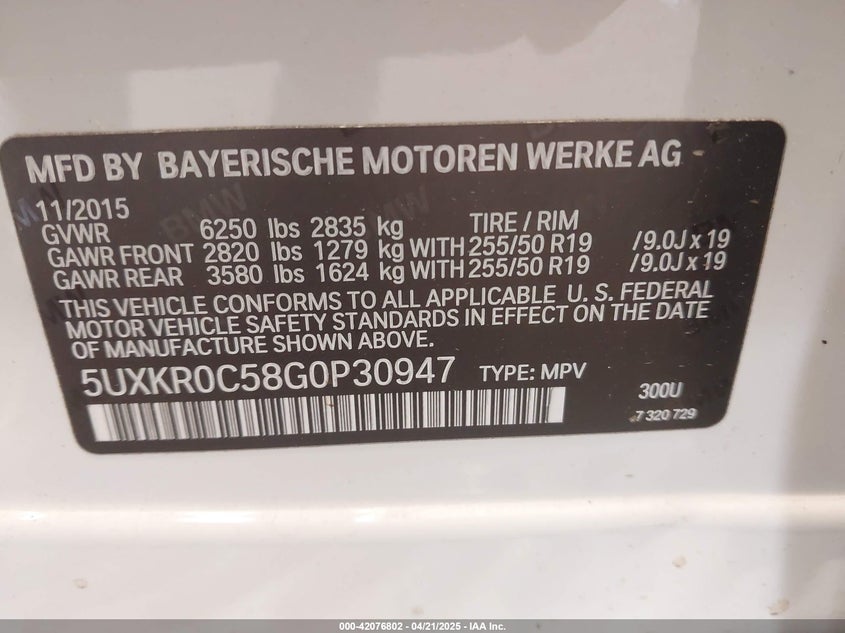 MFD BY BAYERISCHE MOTOREN WERKE AG
11/2015
GVWR 6250 lbs 2835 kg TIRE / RIM
GAWR FRONT 2820 lbs 1279 kg WITH 255/50 R19 /9.0J x 19
GAWR REAR 3580 lbs 1624 kg WITH 255/50 R19 /9.0J x 19
THIS VEHICLE CONFORMS TO ALL APPLICABLE U. S. FEDERAL
MOTOR VEHICLE SAFETY STANDARDS IN EFFECT ON THE DATE
OF MANUFACTURE SHOWN ABOVE.
5UXKR0C58G0P30947 TYPE: MPV
300U
7 320 729
000-42076802 - 04/21/2025 - IAA Inc.